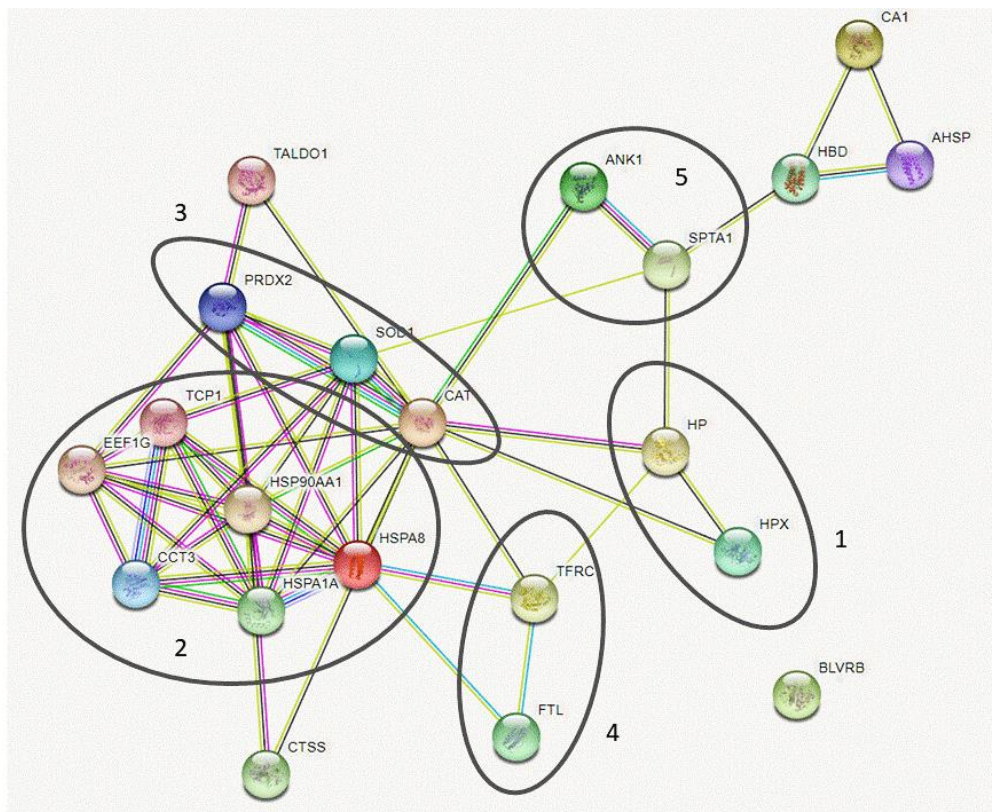 CA1
AHSP
HBD
TALDO1
ANK1
5
3
SPTA1
PRDX2
SOD1
TCP1
CAT
HP
EEF1G
HSP90AA1
HPX
1
HSPA8
CCT3
HSPA1A
TFRC
2
BLVRB
FTL
4
CTSS